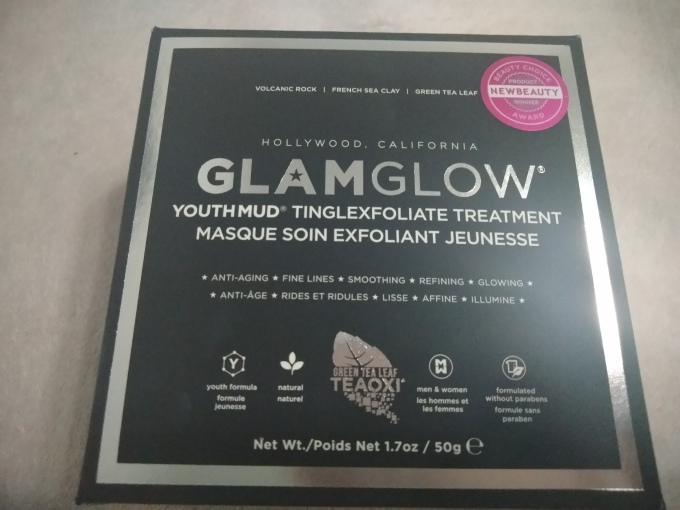 VOLCANIC ROCK | FRENCH SEA CLAY | GREEN TEA LEAF
BEAUTY CHOICE
PRODUCT
NEWBEAUTY
WINNER
AWARD
HOLLYWOOD, CALIFORNIA
GLAMGLOW®
YOUTHMUD® TINGLEXFOLIATE TREATMENT
MASQUE SOIN EXFOLIANT JEUNESSE
★ ANTI-AGING ★ FINE LINES ★ SMOOTHING ★ REFINING ★ GLOWING ★
★ ANTI-ÂGE ★ RIDES ET RIDULES ★ LISSE ★ AFFINE ★ ILLUMINE ★
Y
youth formula
formule
jeunesse
natural
naturel
GREEN TEA LEAF
TEAOXI
M
W
men & women
les hommes et
les femmes
formulated
without parabens
formule sans
paraben
Net Wt./Poids Net 1.7oz / 50g ℮